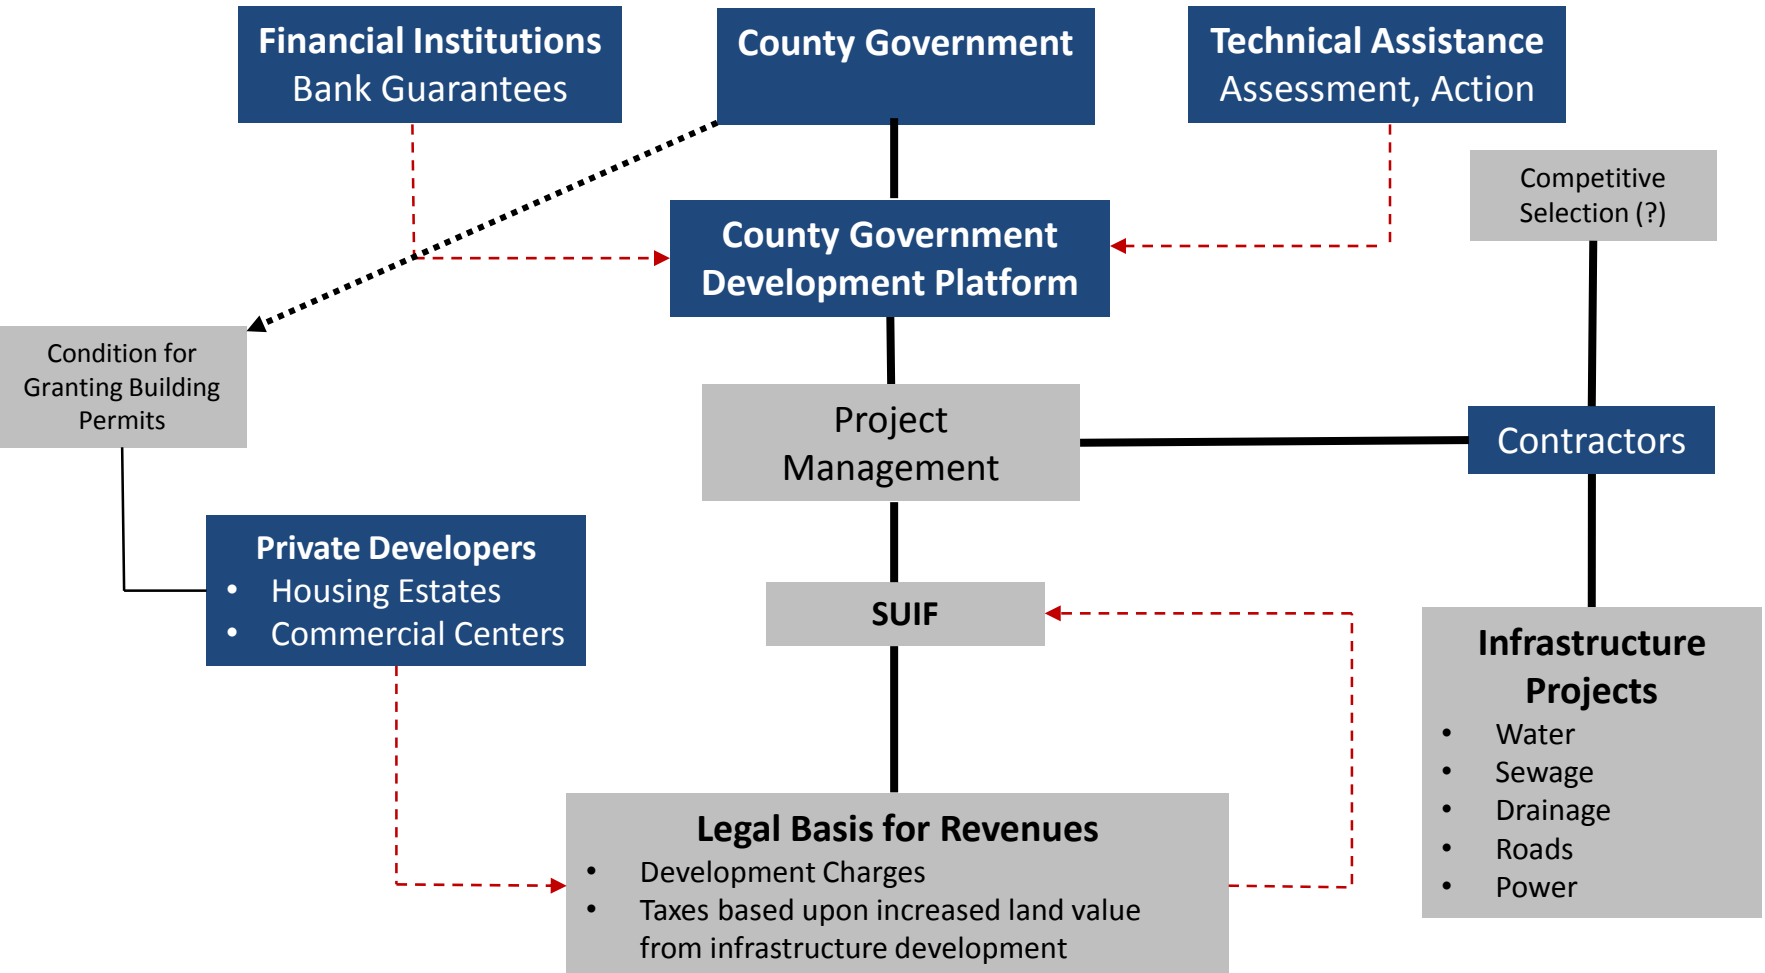 Financial Institutions
Bank Guarantees
County Government
Technical Assistance
Assessment, Action
Competitive
Selection (?)
County Government
Development Platform
Condition for
Granting Building
Permits
Project
Management
Contractors
Private Developers
• Housing Estates
• Commercial Centers
SUIF
Infrastructure
Projects
• Water
• Sewage
• Drainage
• Roads
• Power
Legal Basis for Revenues
• Development Charges
• Taxes based upon increased land value
from infrastructure development